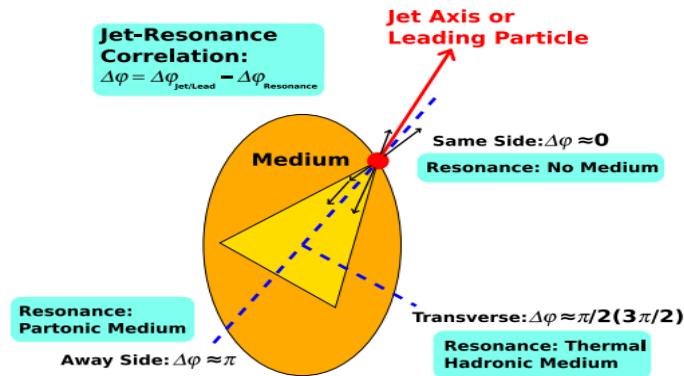 Jet-Resonance
Correlation:
Δφ = Δφ_Jet/Lead − Δφ_Resonance
Jet Axis or
Leading Particle
Medium
Same Side: Δφ ≈0
Resonance: No Medium
Resonance:
Partonic Medium
Away Side: Δφ ≈π
Transverse: Δφ≈π/2(3π/2)
Resonance: Thermal
Hadronic Medium